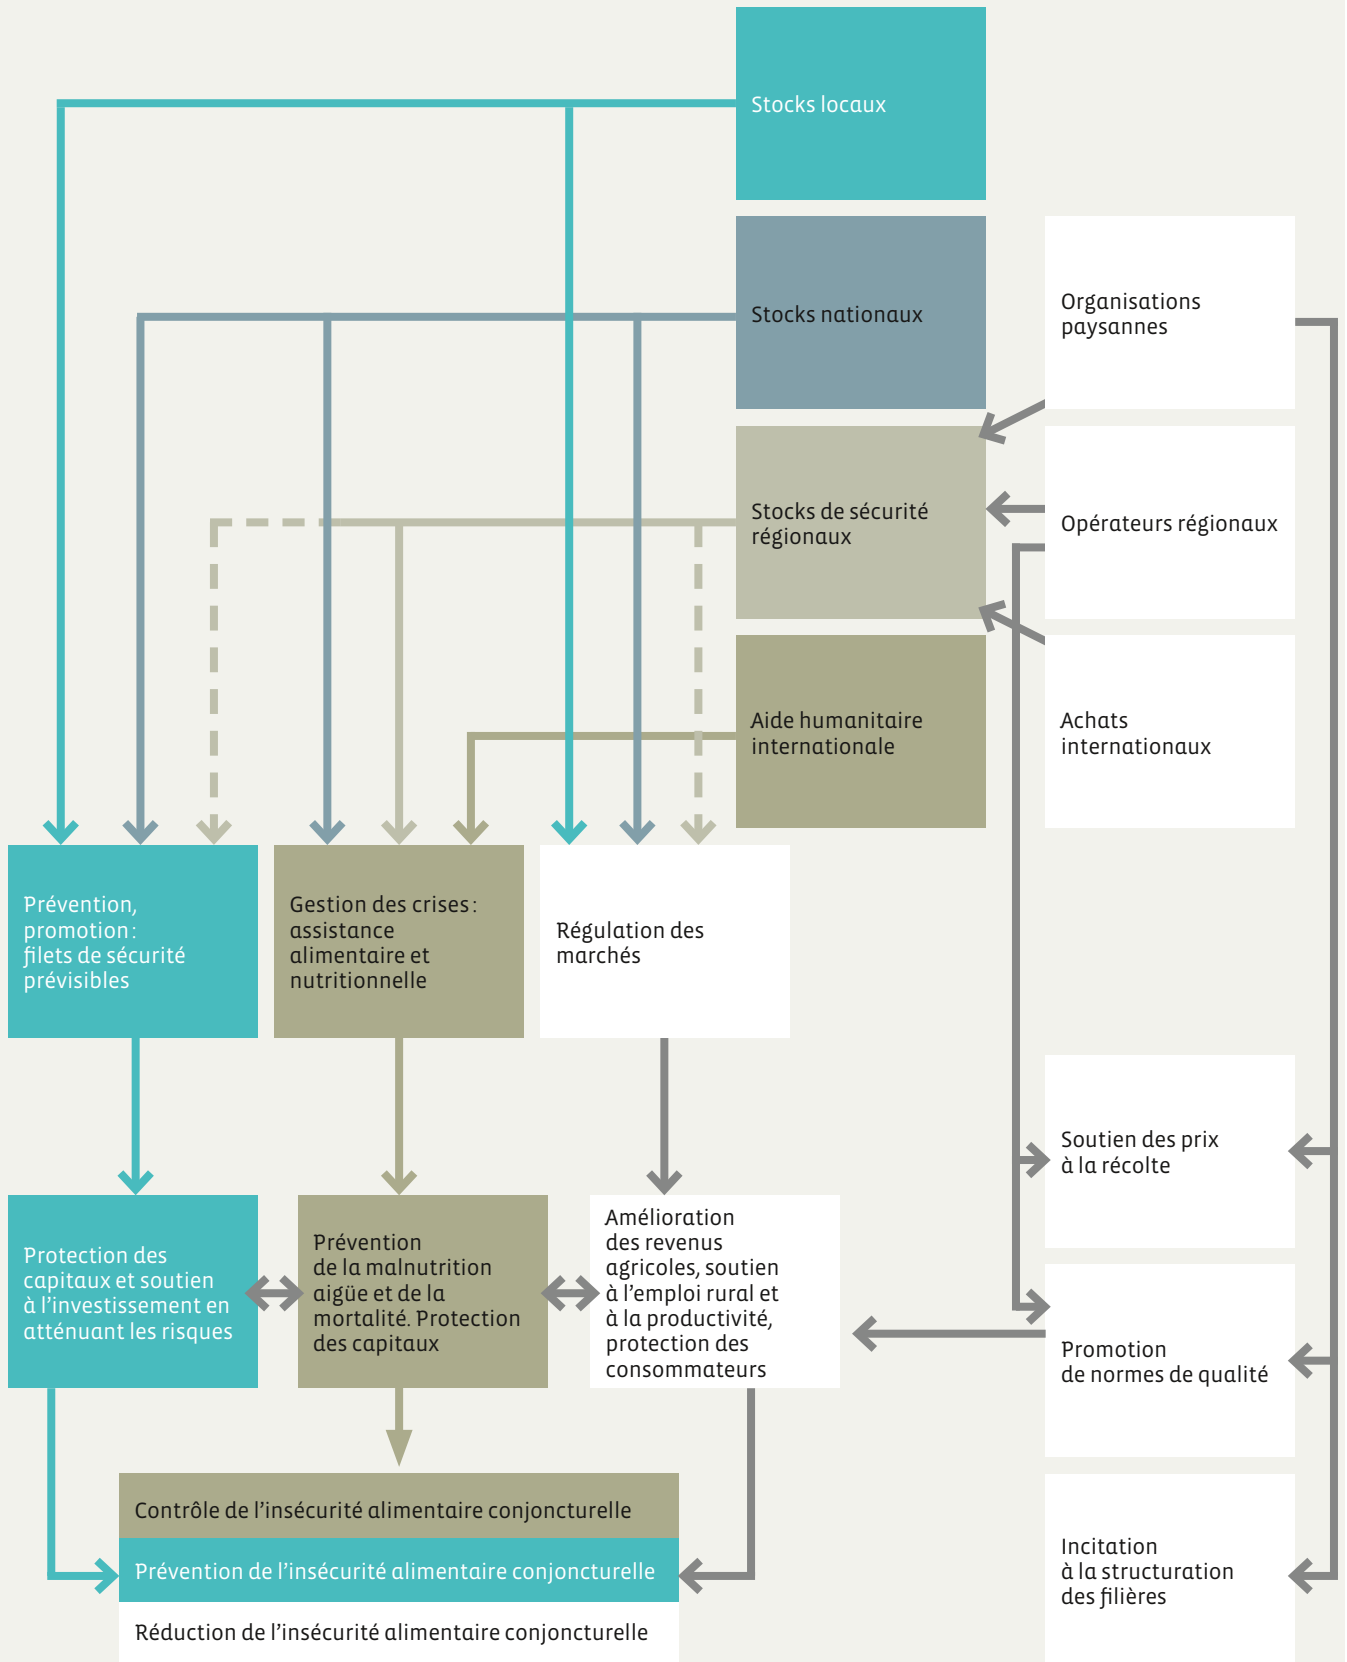 Stocks locaux
Stocks nationaux
Organisations
paysannes
Stocks de sécurité
régionaux
Opérateurs régionaux
Aide humanitaire
internationale
Achats
internationaux
Prévention,
promotion :
filets de sécurité
prévisibles
Gestion des crises :
assistance
alimentaire et
nutritionnelle
Régulation des
marchés
Soutien des prix
à la récolte
Protection des
capitaux et soutien
à l’investissement en
atténuant les risques
Prévention
de la malnutrition
aigüe et de la
mortalité. Protection
des capitaux
Amélioration
des revenus
agricoles, soutien
à l’emploi rural et
à la productivité,
protection des
consommateurs
Promotion
de normes de qualité
Contrôle de l’insécurité alimentaire conjoncturelle
Prévention de l’insécurité alimentaire conjoncturelle
Réduction de l’insécurité alimentaire conjoncturelle
Incitation
à la structuration
des filières